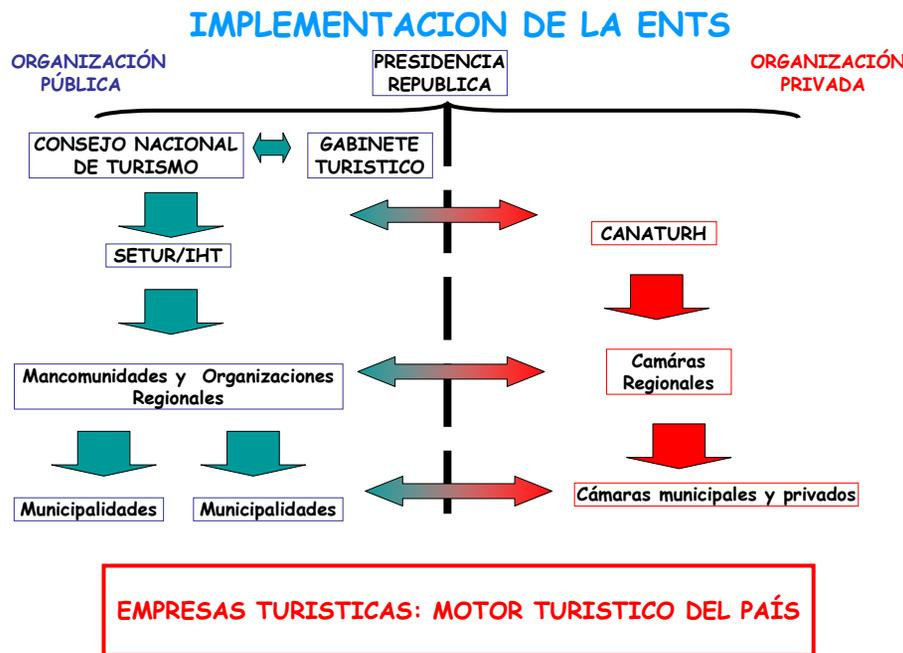 IMPLEMENTACION DE LA ENTS
ORGANIZACIÓN
PÚBLICA
PRESIDENCIA
REPUBLICA
ORGANIZACIÓN
PRIVADA
CONSEJO NACIONAL
DE TURISMO
GABINETE
TURISTICO
SETUR/IHT
CANATURH
Mancomunidades y Organizaciones
Regionales
Camáras
Regionales
Municipalidades
Municipalidades
Cámaras municipales y privados
EMPRESAS TURISTICAS: MOTOR TURISTICO DEL PAÍS